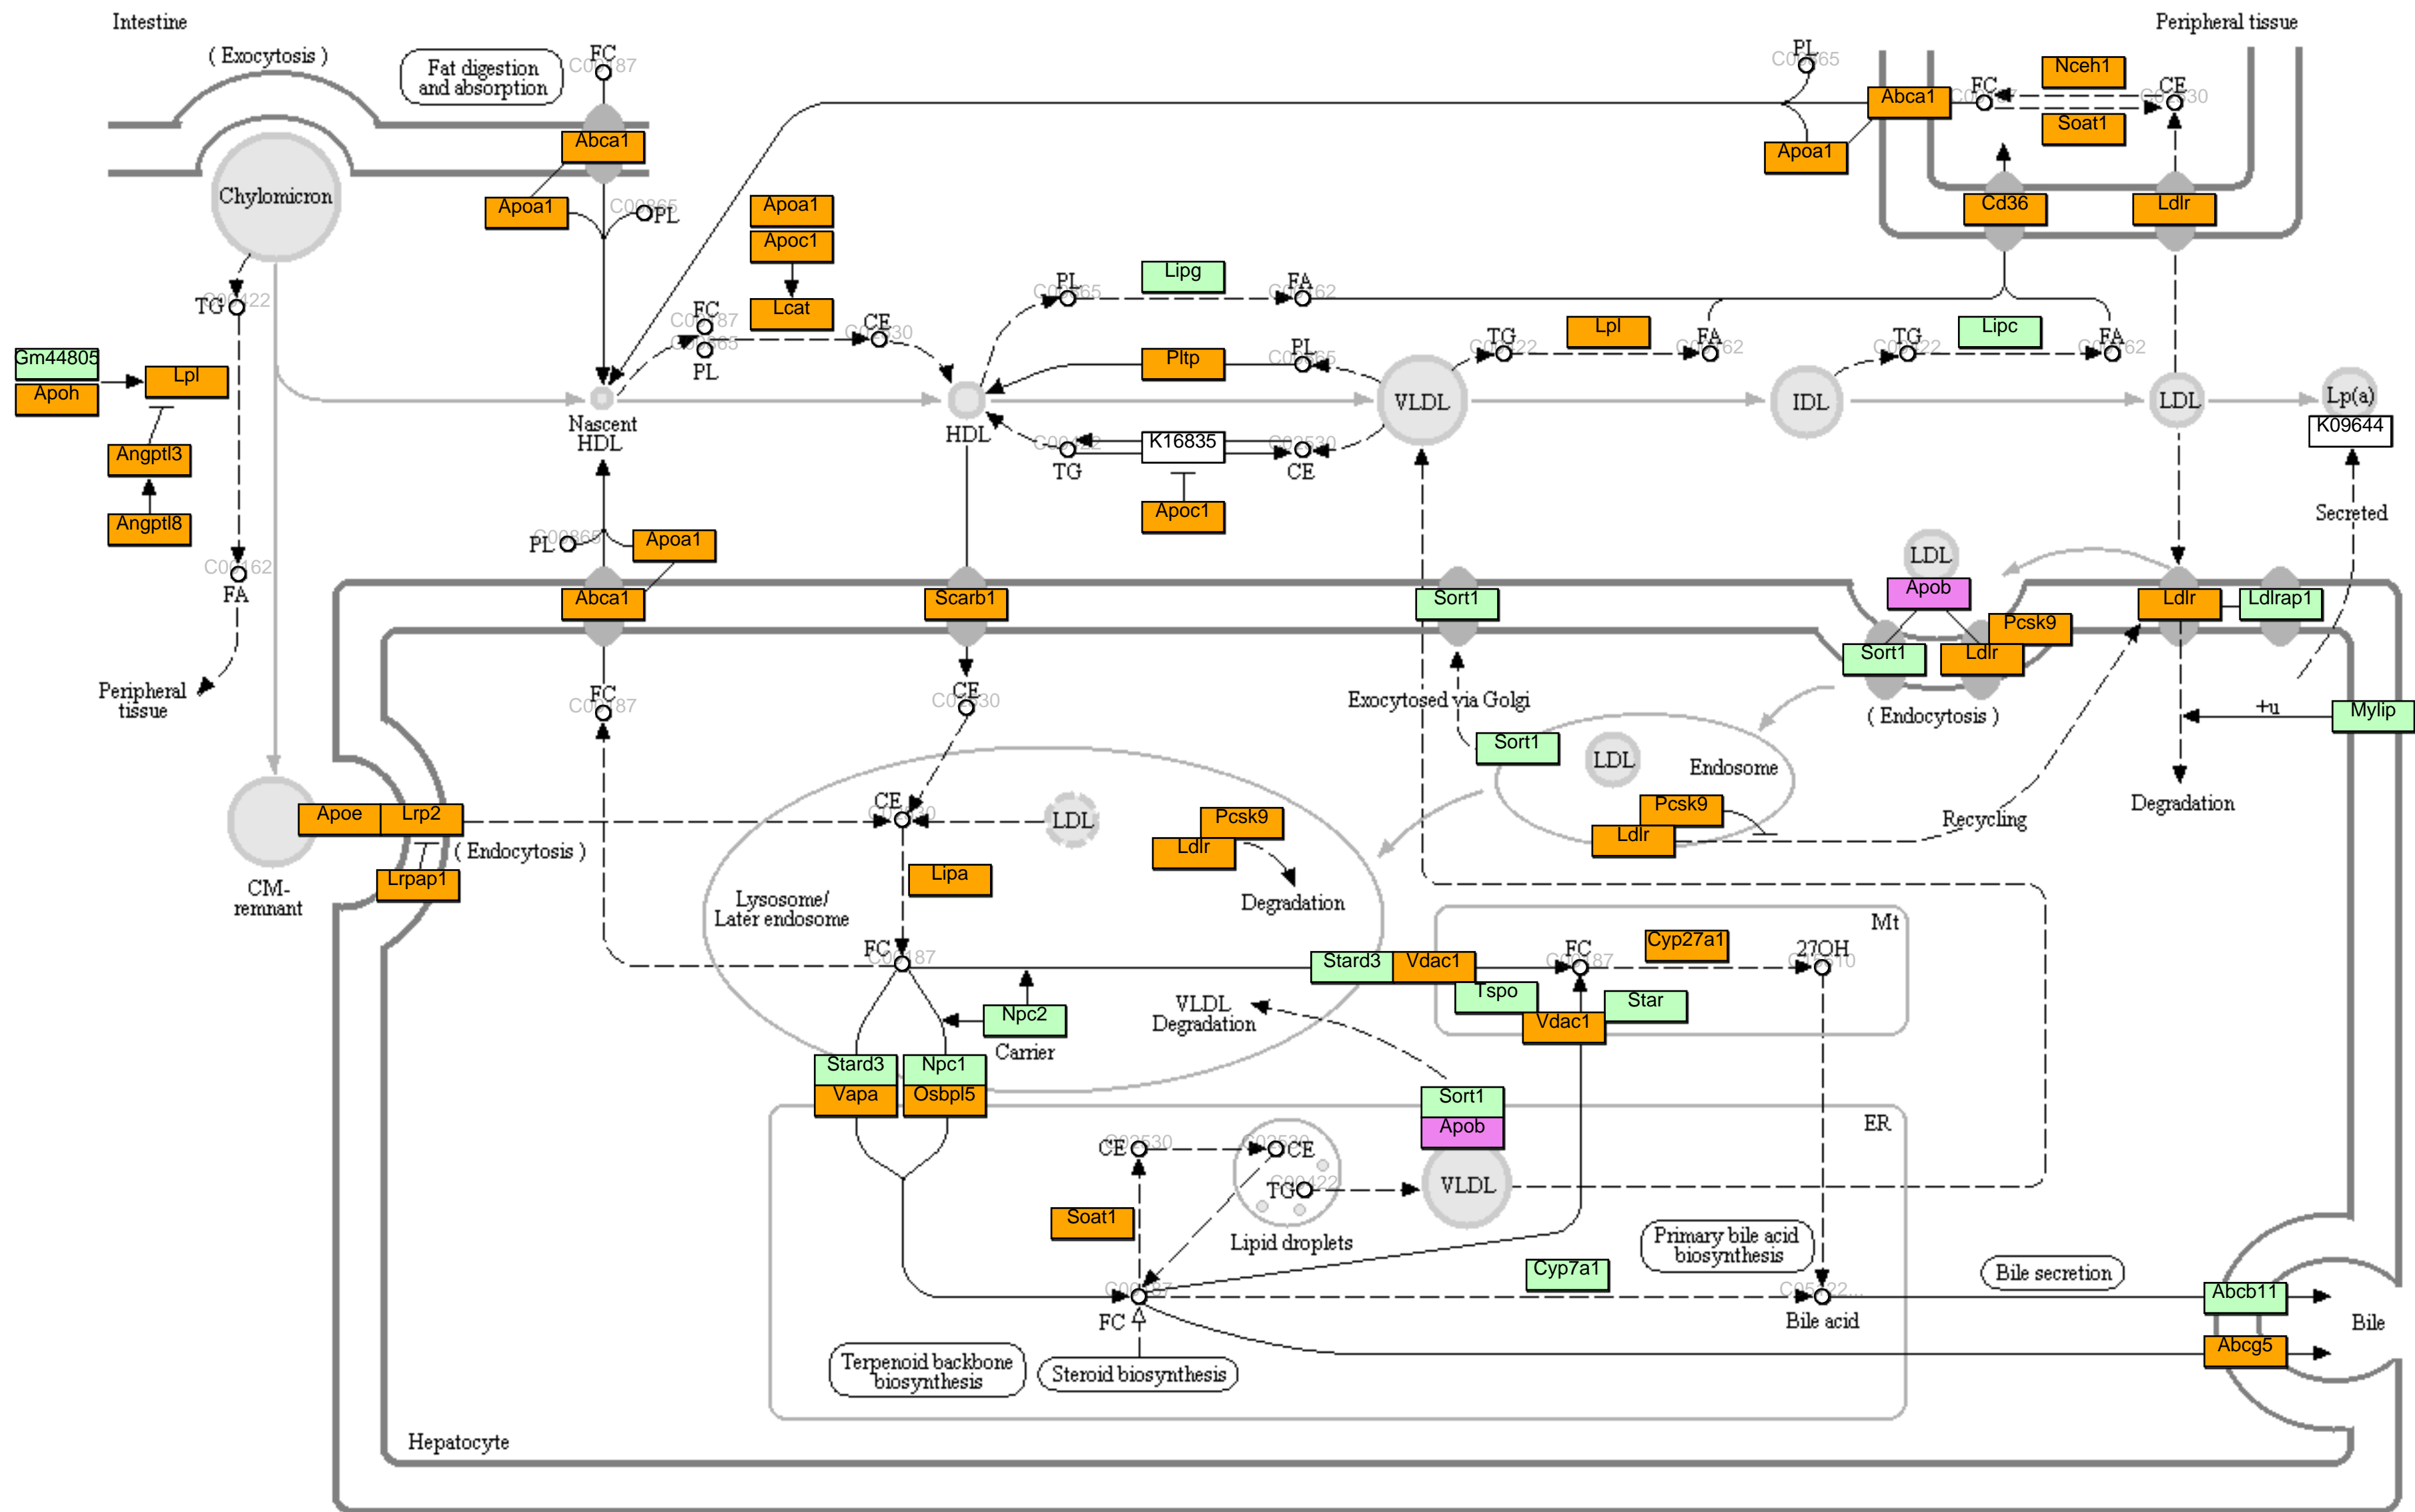 Intestine
Peripheral tissue
( Exocytosis )
Fat digestion
and absorption
FC
PL
Nceh1
Abca1
FC
CE
Soat1
Abca1
Apoa1
Chylomicron
Apoa1
C00865
PL
Apoa1
Apoc1
Cd36
Ldlr
PL
Lipg
FA
TG
Lcat
FC
CE
PL
TG
Lpl
FA
TG
Lipc
FA
Gm44805
Apoh
Lpl
Pltp
PL
Nascent
HDL
HDL
VLDL
IDL
LDL
Lp(a)
K09644
Angptl3
K16835
TG
CE
Angptl8
Apoc1
Secreted
PL
Apoa1
FA
LDL
Apob
Abca1
Scarb1
Sort1
Ldlr
Ldlrap1
Pcsk9
Sort1
Ldlr
Peripheral
tissue
FC
CE
Exocytosed via Golgi
( Endocytosis )
+u
Mylip
Sort1
LDL
Endosome
Degradation
Apoe
Lrp2
CE
LDL
Pcsk9
Ldlr
Pcsk9
Ldlr
Recycling
( Endocytosis )
Lrpap1
CM-
remnant
Lipa
Lysosome/
Later endosome
Degradation
Mt
FC
Stard3
Vdac1
FC
Cyp27a1
27OH
Tspo
Star
Vdac1
Npc2
Carrier
VLDL
Degradation
Stard3
Vapa
Npc1
Osbpl5
Sort1
Apob
ER
CE
C02530
CE
TG
C00422
VLDL
Soat1
Lipid droplets
Primary bile acid
biosynthesis
Cyp7a1
Bile secretion
FC
Bile acid
Abcb11
Bile
Abcg5
Terpenoid backbone
biosynthesis
Steroid biosynthesis
Hepatocyte